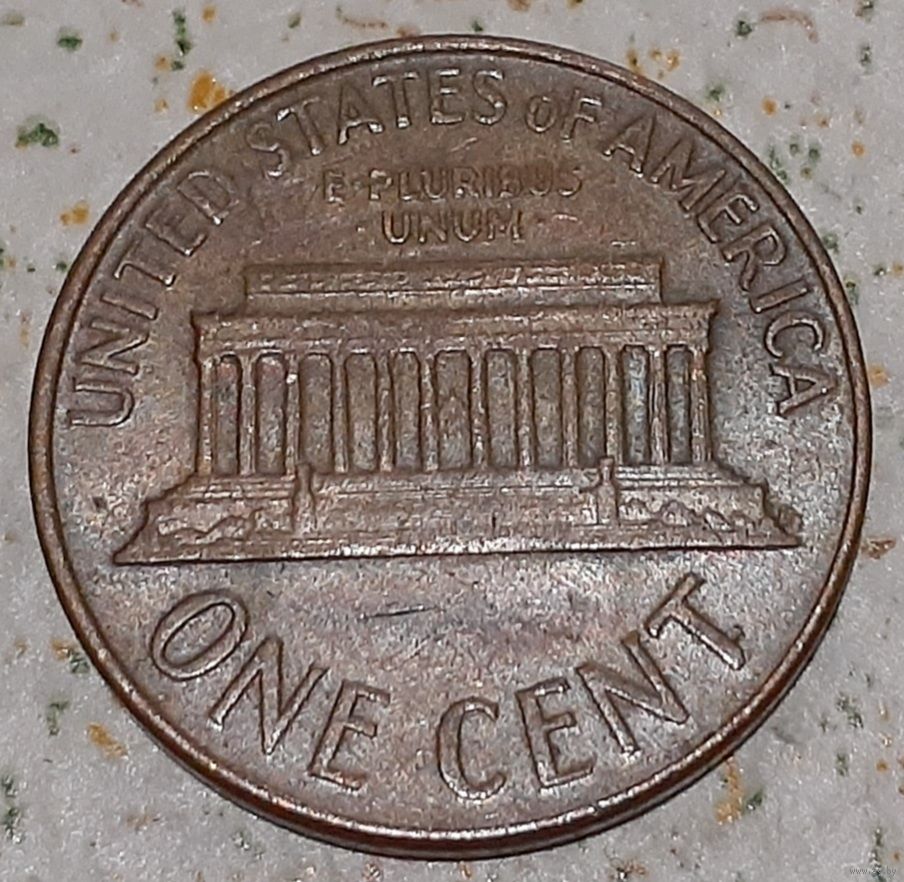 UNITED STATES oF AMERICA
E·PLURIBUS
UNUM
ONE CENT